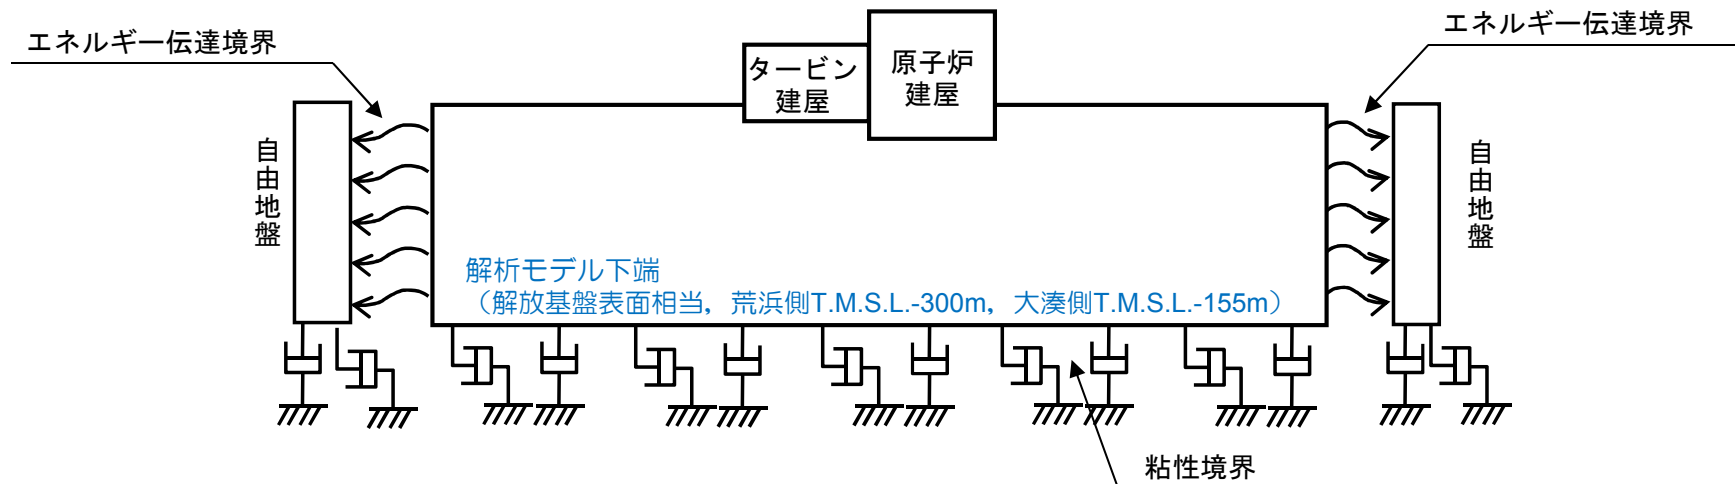 エネルギー伝達境界
エネルギー伝達境界
タービン
建屋
原子炉
建屋
自由地盤
自由地盤
解析モデル下端
（解放基盤表面相当，荒浜側T.M.S.L.-300m，大湊側T.M.S.L.-155m）
粘性境界